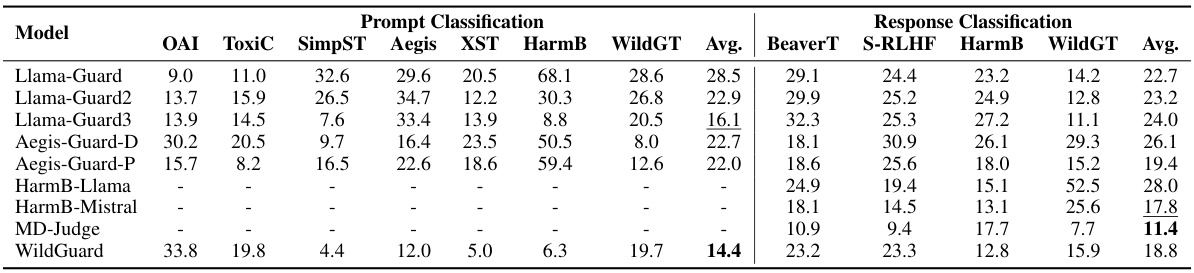 Model Prompt Classification Response Classification
OAI ToxiC SimpST Aegis XST HarmB WildGT Avg. BeaverT S-RLHF HarmB WildGT Avg.
Llama-Guard 9.0 11.0 32.6 29.6 20.5 68.1 28.6 28.5 29.1 24.4 23.2 14.2 22.7
Llama-Guard2 13.7 15.9 26.5 34.7 12.2 30.3 26.8 22.9 29.9 25.2 24.9 12.8 23.2
Llama-Guard3 13.9 14.5 7.6 33.4 13.9 8.8 20.5 16.1 32.3 25.3 27.2 11.1 24.0
Aegis-Guard-D 30.2 20.5 9.7 16.4 23.5 50.5 8.0 22.7 18.1 30.9 26.1 29.3 26.1
Aegis-Guard-P 15.7 8.2 16.5 22.6 18.6 59.4 12.6 22.0 18.6 25.6 18.0 15.2 19.4
HarmB-Llama - - - - - - - - 24.9 19.4 15.1 52.5 28.0
HarmB-Mistral - - - - - - - - 18.1 14.5 13.1 25.6 17.8
MD-Judge - - - - - - - - 10.9 9.4 17.7 7.7 11.4
WildGuard 33.8 19.8 4.4 12.0 5.0 6.3 19.7 14.4 23.2 23.3 12.8 15.9 18.8